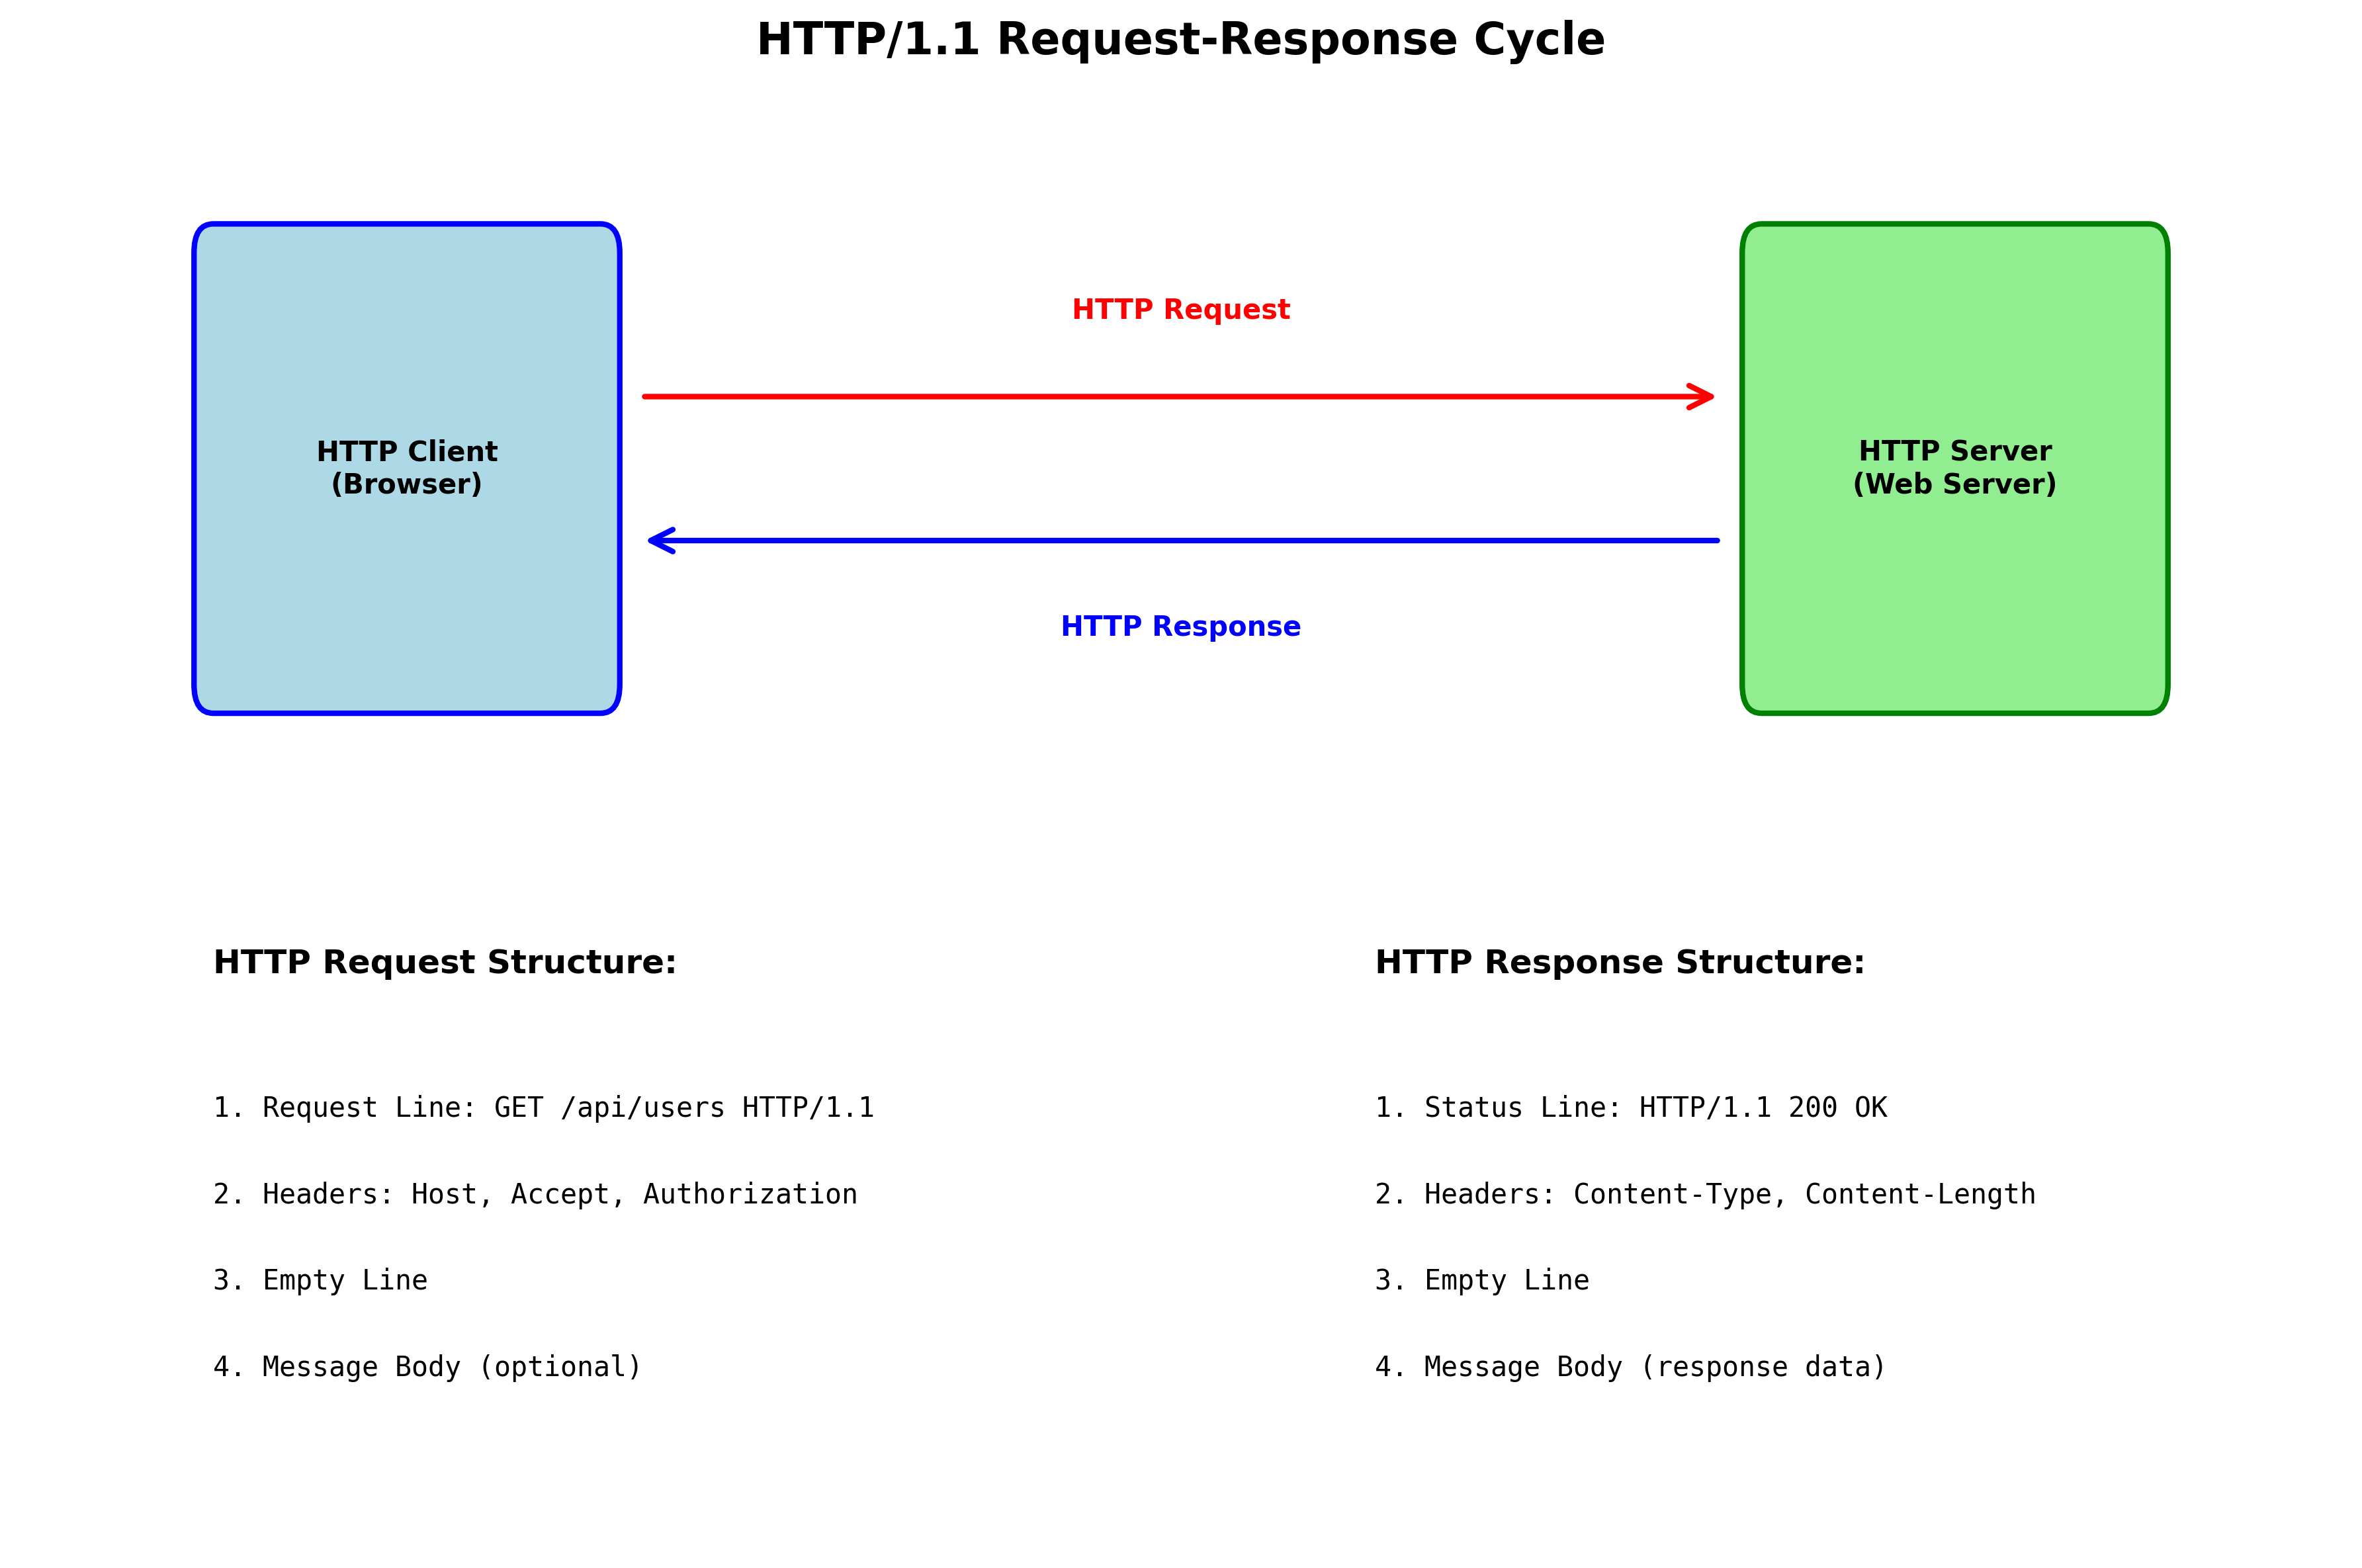 HTTP/1.1 Request-Response Cycle
HTTP Request
HTTP Client
(Browser)
HTTP Server
(Web Server)
HTTP Response
HTTP Request Structure:
1. Request Line: GET /api/users HTTP/1.1
2. Headers: Host, Accept, Authorization
3. Empty Line
4. Message Body (optional)
HTTP Response Structure:
1. Status Line: HTTP/1.1 200 OK
2. Headers: Content-Type, Content-Length
3. Empty Line
4. Message Body (response data)